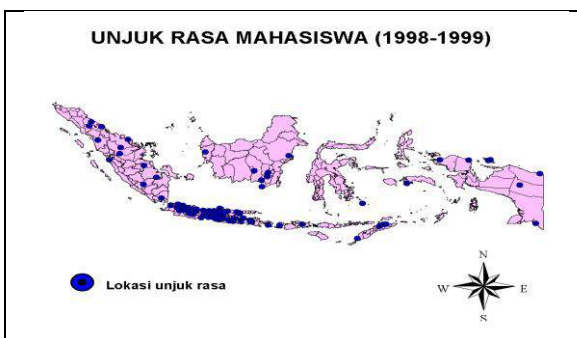 UNJUK RASA MAHASISWA (1998-1999)
Lokasi unjuk rasa
N
W E
S